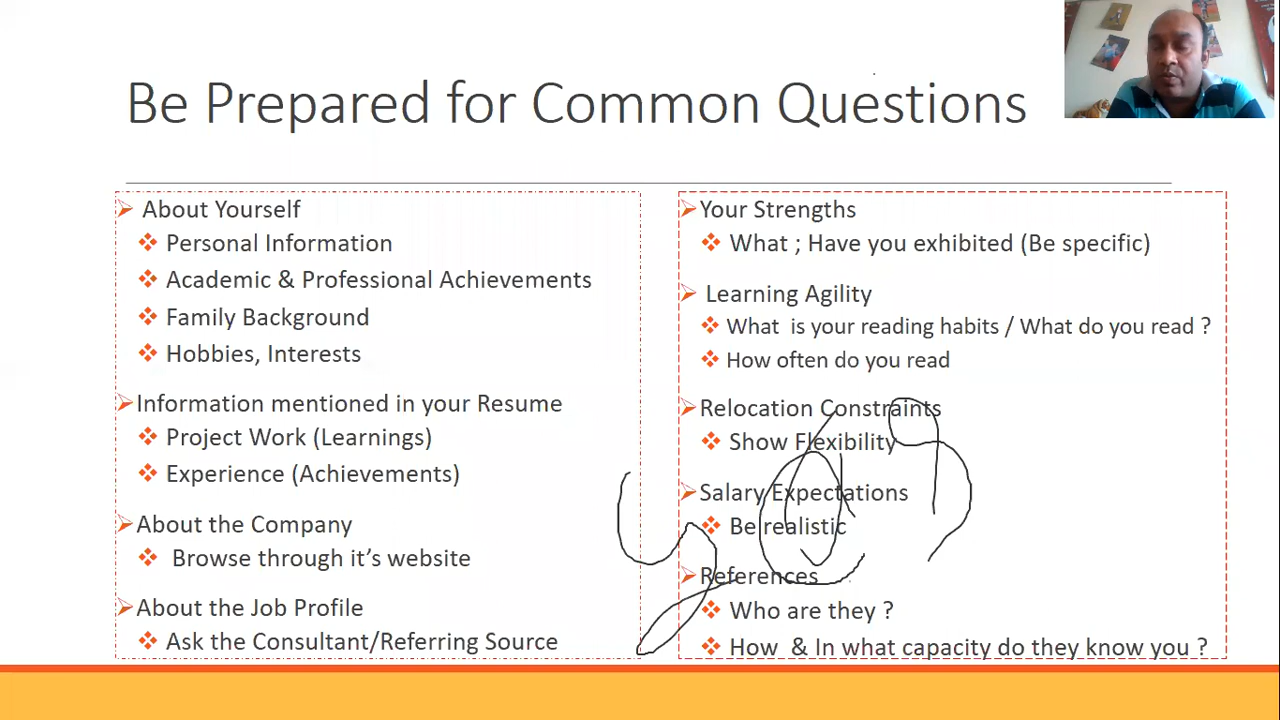 Be Prepared for Common Questions
About Yourself
Personal Information
Academic & Professional Achievements
Family Background
Hobbies, Interests
Information mentioned in your Resume
Project Work (Learnings)
Experience (Achievements)
About the Company
Browse through it's website
About the Job Profile
Ask the Consultant/Referring Source
Your Strengths
What ; Have you exhibited (Be specific)
Learning Agility
What is your reading habits / What do you read ?
How often do you read
Relocation Constraints
Show Flexibility
Salary Expectations
Be realistic
References
Who are they ?
How & In what capacity do they know you ?